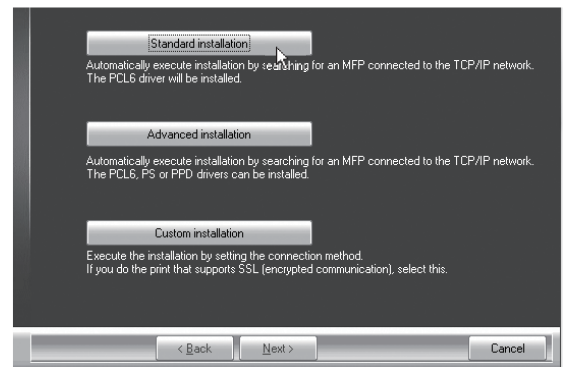 Standard installation
Automatically execute installation by searching for an MFP connected to the TCP/IP network.
The PCL6 driver will be installed.
Advanced installation
Automatically execute installation by searching for an MFP connected to the TCP/IP network.
The PCL6, PS or PPD drivers can be installed.
Custom installation
Execute the installation by setting the connection method.
If you do the print that supports SSL (encrypted communication), select this.
< Back Next > Cancel